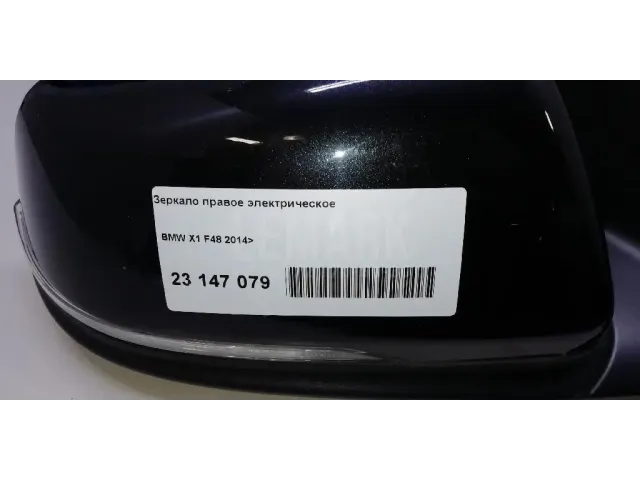 Зеркало правое электрическое
BMW X1 F48 2014>
23 147 079